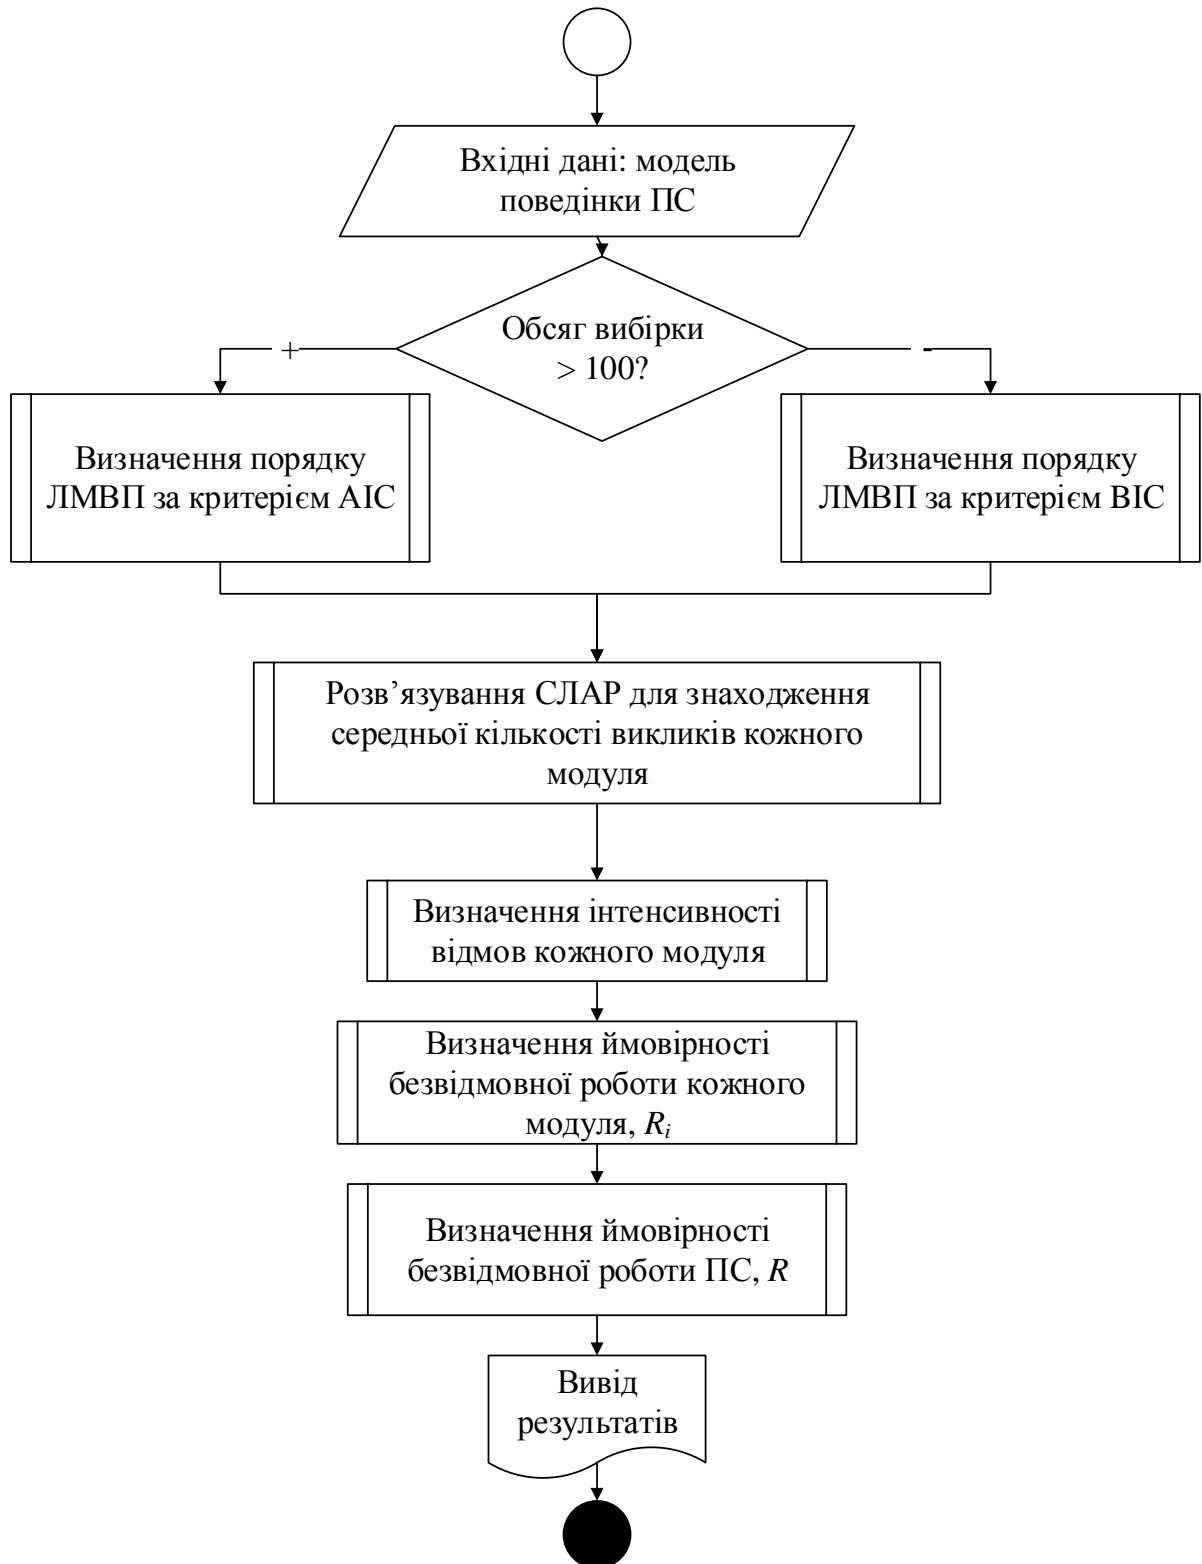 Вхідні дані: модель
поведінки ПС
Обсяг вибірки
> 100?
+
-
Визначення порядку
ЛМВП за критерієм AIC
Визначення порядку
ЛМВП за критерієм BIC
Розв’язування СЛАР для знаходження
середньої кількості викликів кожного
модуля
Визначення інтенсивності
відмов кожного модуля
Визначення ймовірності
безвідмовної роботи кожного
модуля, Ri
Визначення ймовірності
безвідмовної роботи ПС, R
Вивід
результатів